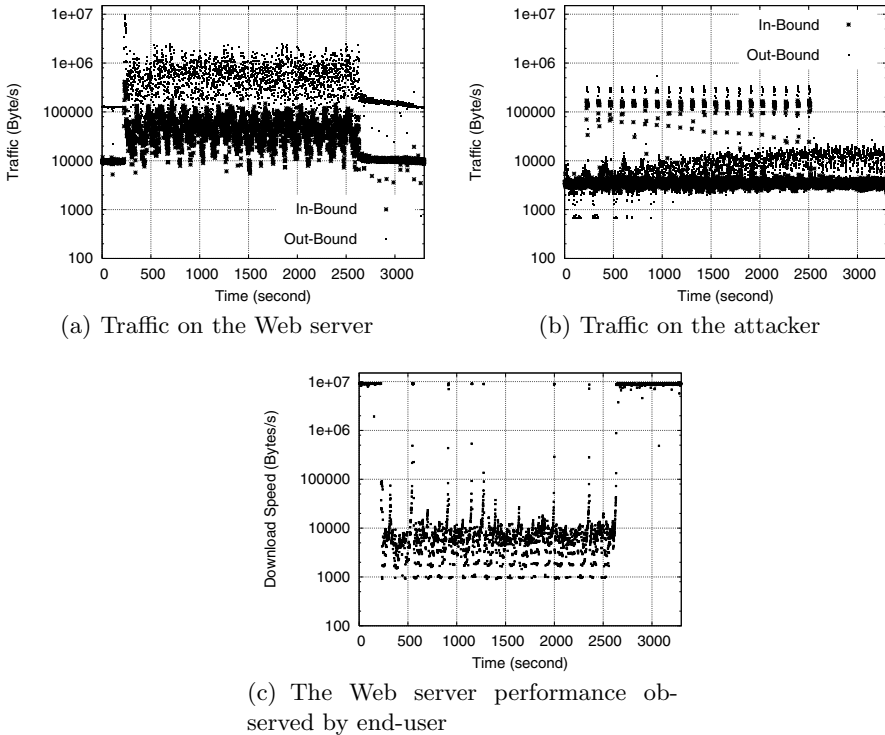 1e+07
1e+06
100000
10000
1000
100
Traffic (Byte/s)
In-Bound
Out-Bound
0 500 1000 1500 2000 2500 3000
Time (second)
(a) Traffic on the Web server
1e+07
1e+06
100000
10000
1000
100
Traffic (Byte/s)
In-Bound
Out-Bound
0 500 1000 1500 2000 2500 3000
Time (second)
(b) Traffic on the attacker
1e+07
1e+06
100000
10000
1000
100
Download Speed (Bytes/s)
0 500 1000 1500 2000 2500 3000
Time (second)
(c) The Web server performance ob-
served by end-user